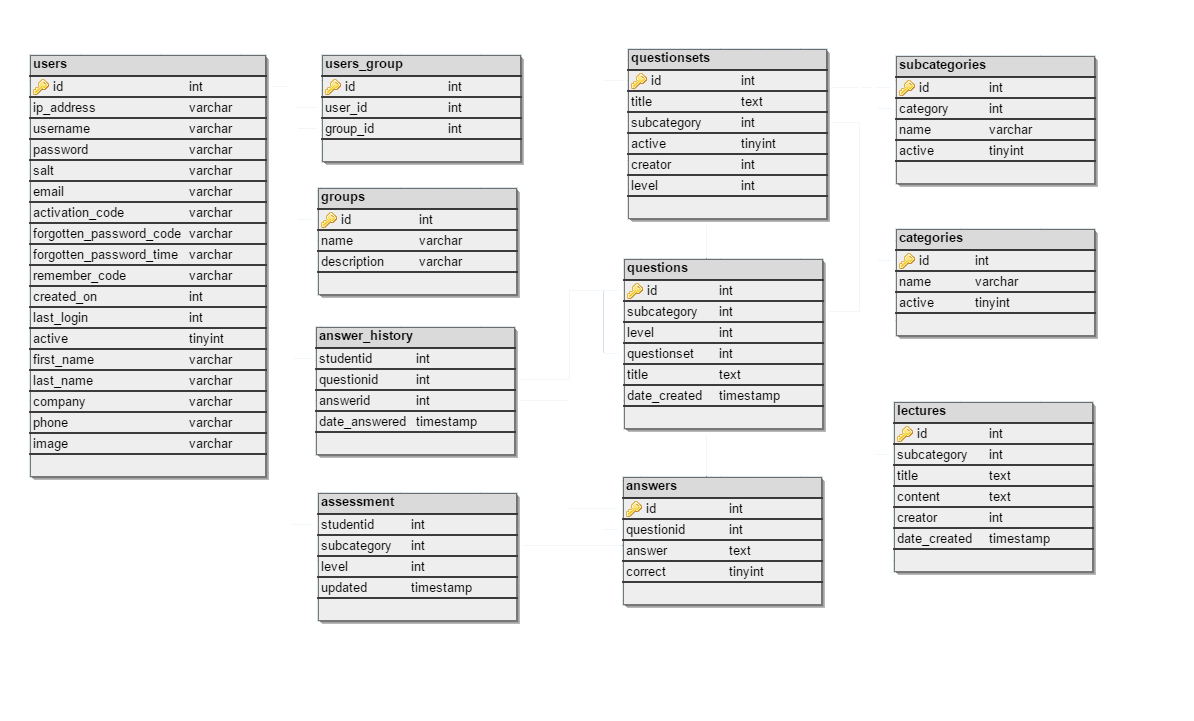 users
id int
ip_address varchar
username varchar
password varchar
salt varchar
email varchar
activation_code varchar
forgotten_password_code varchar
forgotten_password_time varchar
remember_code varchar
created_on int
last_login int
active tinyint
first_name varchar
last_name varchar
company varchar
phone varchar
image varchar
users_group
id int
user_id int
group_id int
groups
id int
name varchar
description varchar
answer_history
studentid int
questionid int
answerid int
date_answered timestamp
assessment
studentid int
subcategory int
level int
updated timestamp
questionsets
id int
title text
subcategory int
active tinyint
creator int
level int
questions
id int
subcategory int
level int
questionset int
title text
date_created timestamp
answers
id int
questionid int
answer text
correct tinyint
subcategories
id int
category int
name varchar
active tinyint
categories
id int
name varchar
active tinyint
lectures
id int
subcategory int
title text
content text
creator int
date_created timestamp